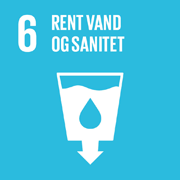 6 RENT VAND
OG SANITET